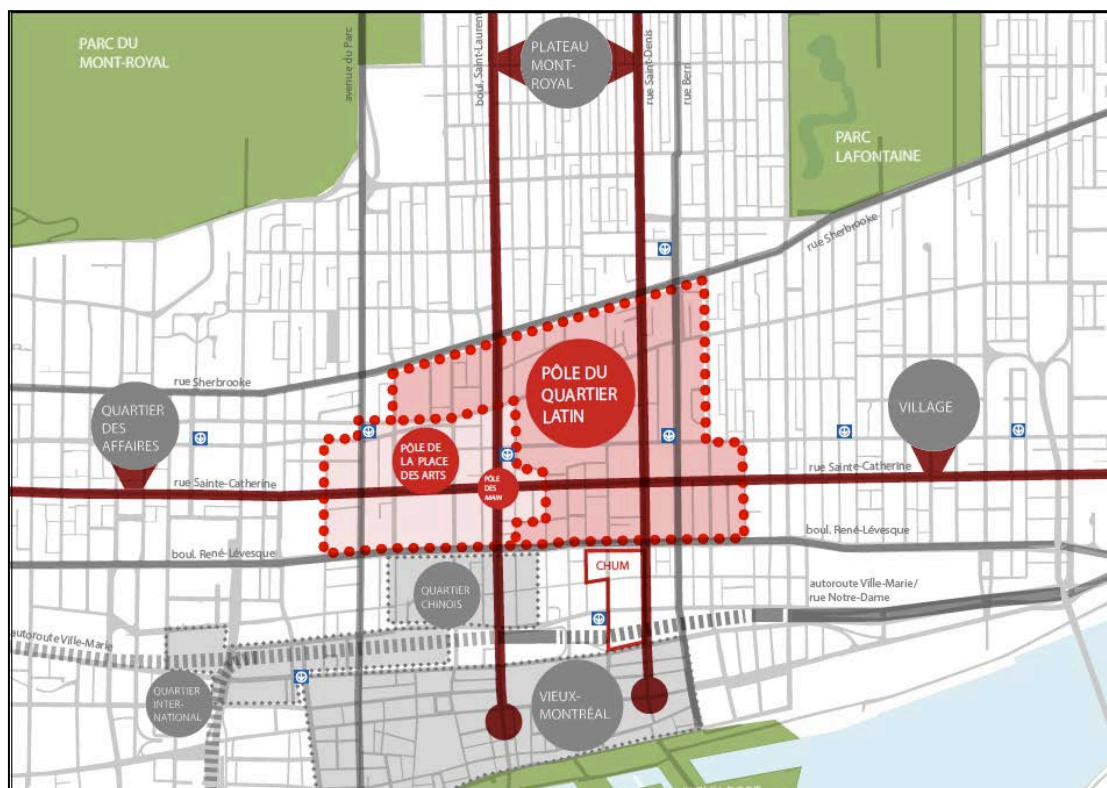 PARC DU
MONT-ROYAL
avenue du Parc
boul. Saint-Laurent
PLATEAU
MONT-
ROYAL
rue Saint-Denis
rue Berri
PARC
LAFONTAINE
rue Sherbrooke
rue Sherbrooke
QUARTIER
DES
AFFAIRES
PÔLE DU
QUARTIER
LATIN
VILLAGE
PÔLE DE
LA PLACE
DES ARTS
PÔLE
DES
MAIN
rue Sainte-Catherine
rue Sainte-Catherine
boul. René-Lévesque
boul. René-Lévesque
CHUM
QUARTIER
CHINOIS
autoroute Ville-Marie/
rue Notre-Dame
autoroute Ville-Marie
QUARTIER
INTER-
NATIONAL
VIEUX-
MONTRÉAL